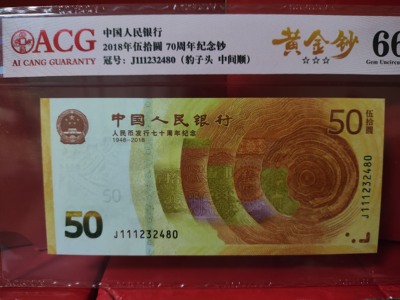 ACG
AI CANG GUARANTY
中国人民银行
2018年伍拾圆 70周年纪念钞
冠号：J111232480（豹子头 中间顺）
黄金钞
☆☆☆
66
Gem Uncircu
中国人民银行
人民币发行七十周年纪念
1948-2018
50
伍拾圆
50
50
J111232480
J111232480